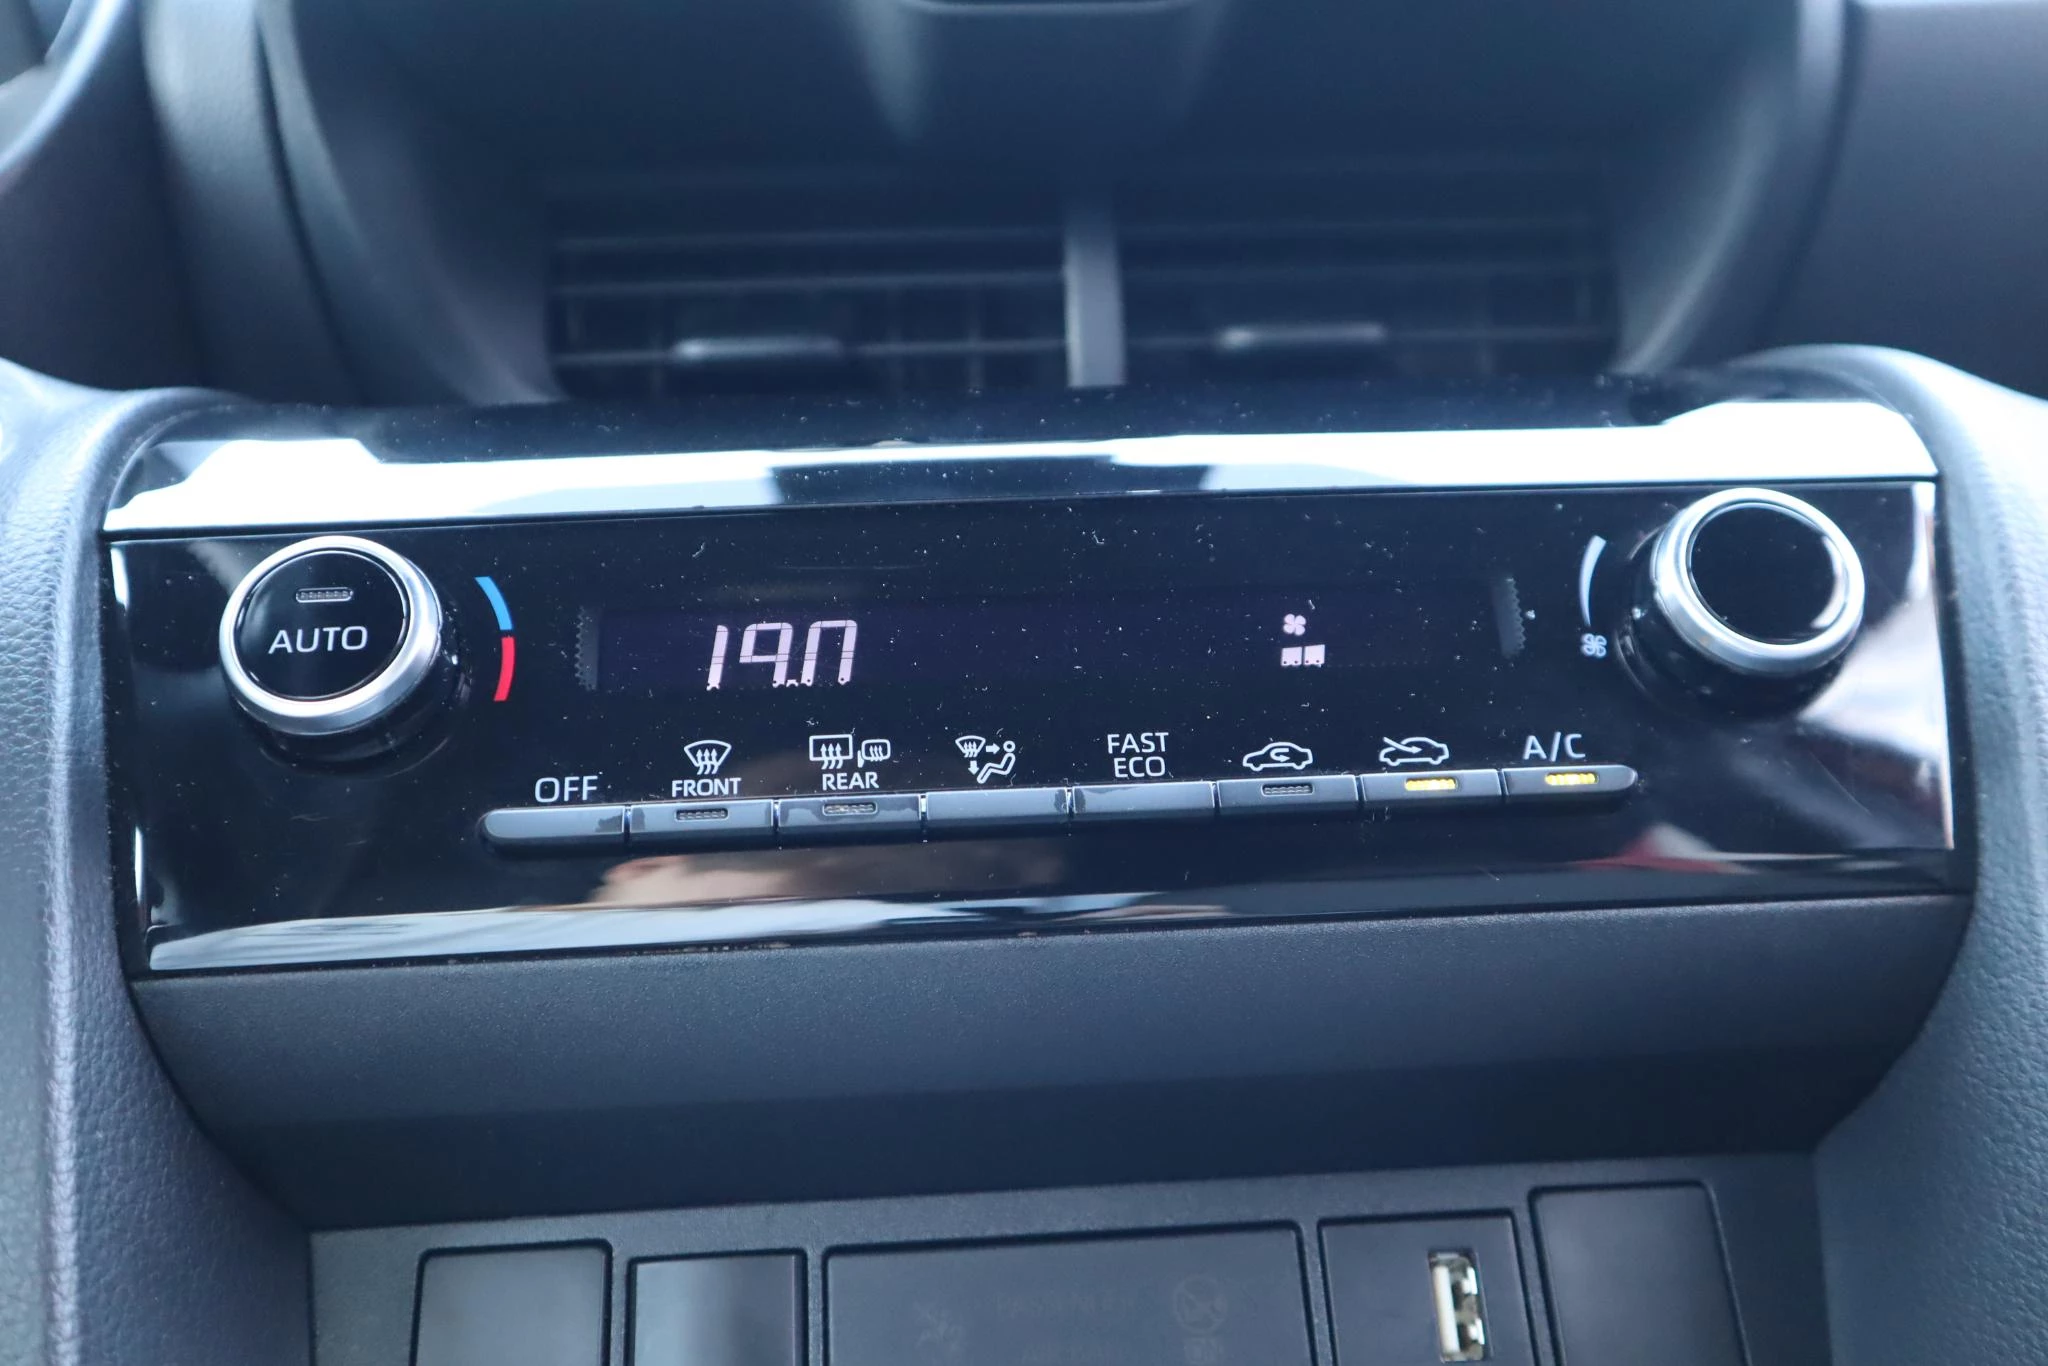 AUTO
19.0
OFF
FRONT
REAR
FAST
ECO
A/C